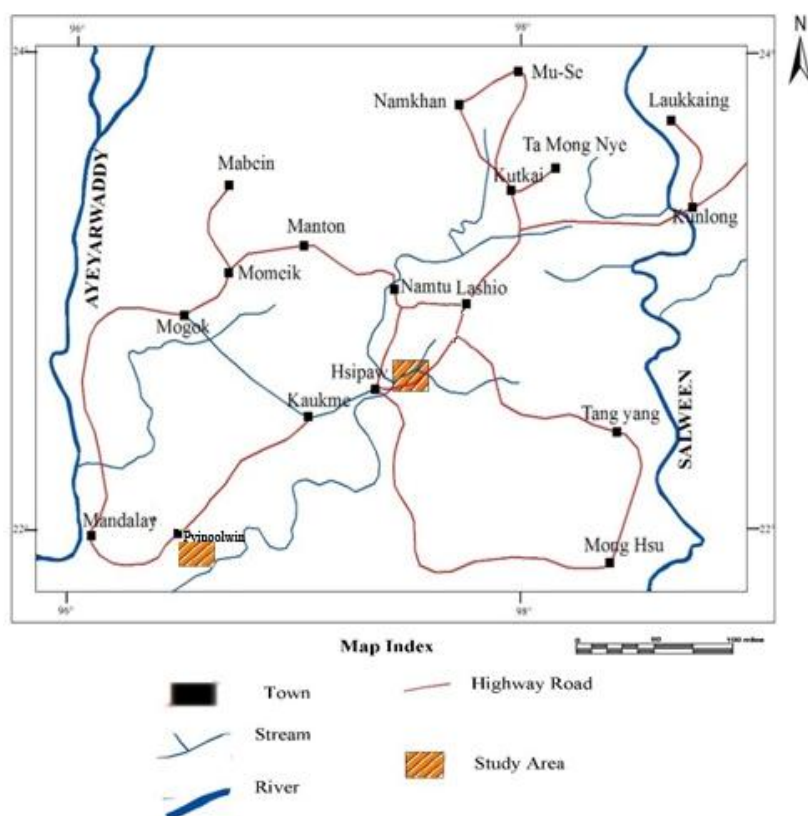 N
96° 98°
24° 24°
Mu-Se
Namkhan
Laukkaing
Ta Mong Nye
AYEYARWADDY
Mabein
Kutkai
Kunlong
Manton
Momeik
Namtu Lashio
Mogok
SALWEEN
Hsipaw
Kaukme
Tang yang
Mandalay
Pyinoolwin
22° 22°
Mong Hsu
96° 98°
Map Index
100 miles
Town
Highway Road
Stream
Study Area
River